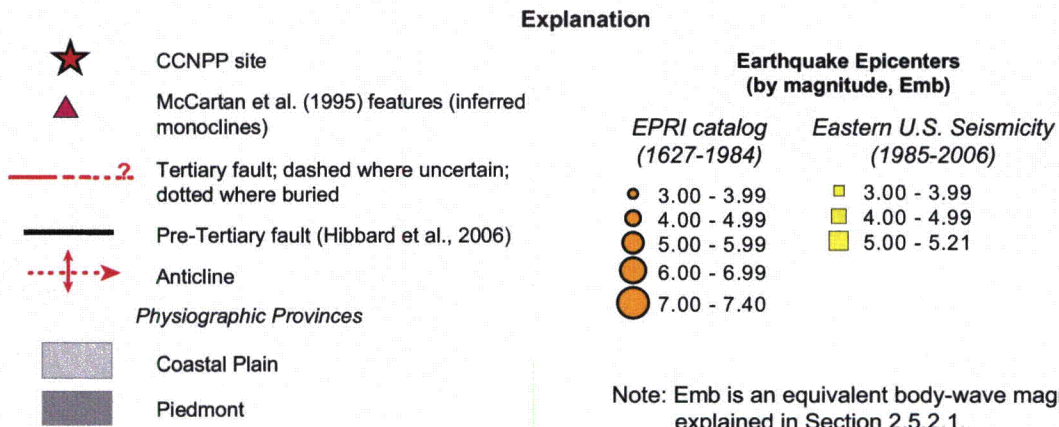 Explanation
CCNPP site
McCartan et al. (1995) features (inferred
monoclines)
?
Tertiary fault; dashed where uncertain;
dotted where buried
Pre-Tertiary fault (Hibbard et al., 2006)
Anticline
Physiographic Provinces
Coastal Plain
Piedmont
Earthquake Epicenters
(by magnitude, Emb)
EPRI catalog
(1627-1984)
3.00 - 3.99
4.00 - 4.99
5.00 - 5.99
6.00 - 6.99
7.00 - 7.40
Eastern U.S. Seismicity
(1985-2006)
3.00 - 3.99
4.00 - 4.99
5.00 - 5.21
Note: Emb is an equivalent body-wave mag
explained in Section 2.5.2.1.